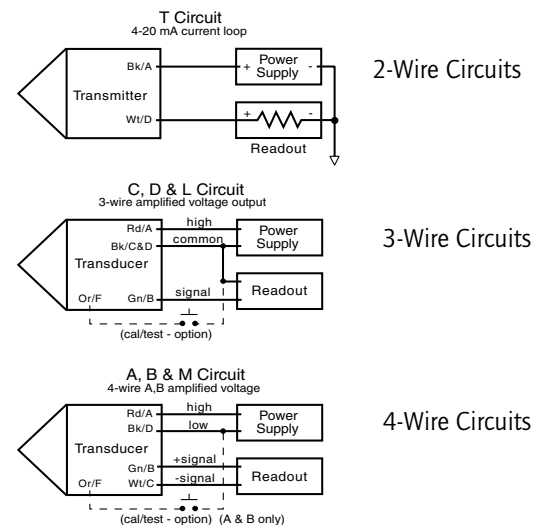 T Circuit
4-20 mA current loop
Bk/A
+ Power Supply -
2-Wire Circuits
Transmitter
Wt/D
+ -
Readout
C, D & L Circuit
3-wire amplified voltage output
Rd/A high Power Supply
Bk/C&D common
3-Wire Circuits
Transducer
Or/F Gn/B signal Readout
(cal/test - option)
A, B & M Circuit
4-wire A,B amplified voltage
Rd/A high Power Supply
Bk/D low
4-Wire Circuits
Transducer
Gn/B +signal
Readout
Or/F Wt/C -signal
(cal/test - option) (A & B only)